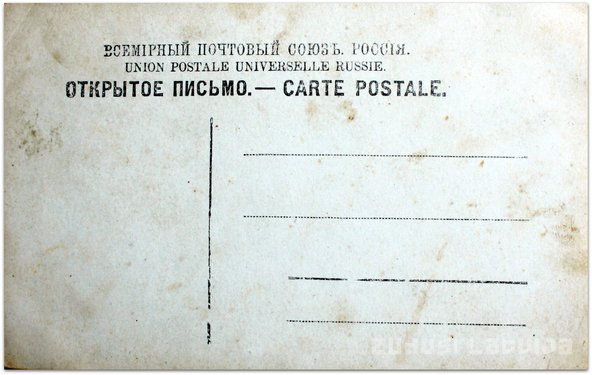 ВСЕМІРНЫЙ ПОЧТОВЫЙ СОЮЗЪ. РОССІЯ.
UNION POSTALE UNIVERSELLE RUSSIE.
ОТКРЫТОЕ ПИСЬМО.— CARTE POSTALE.